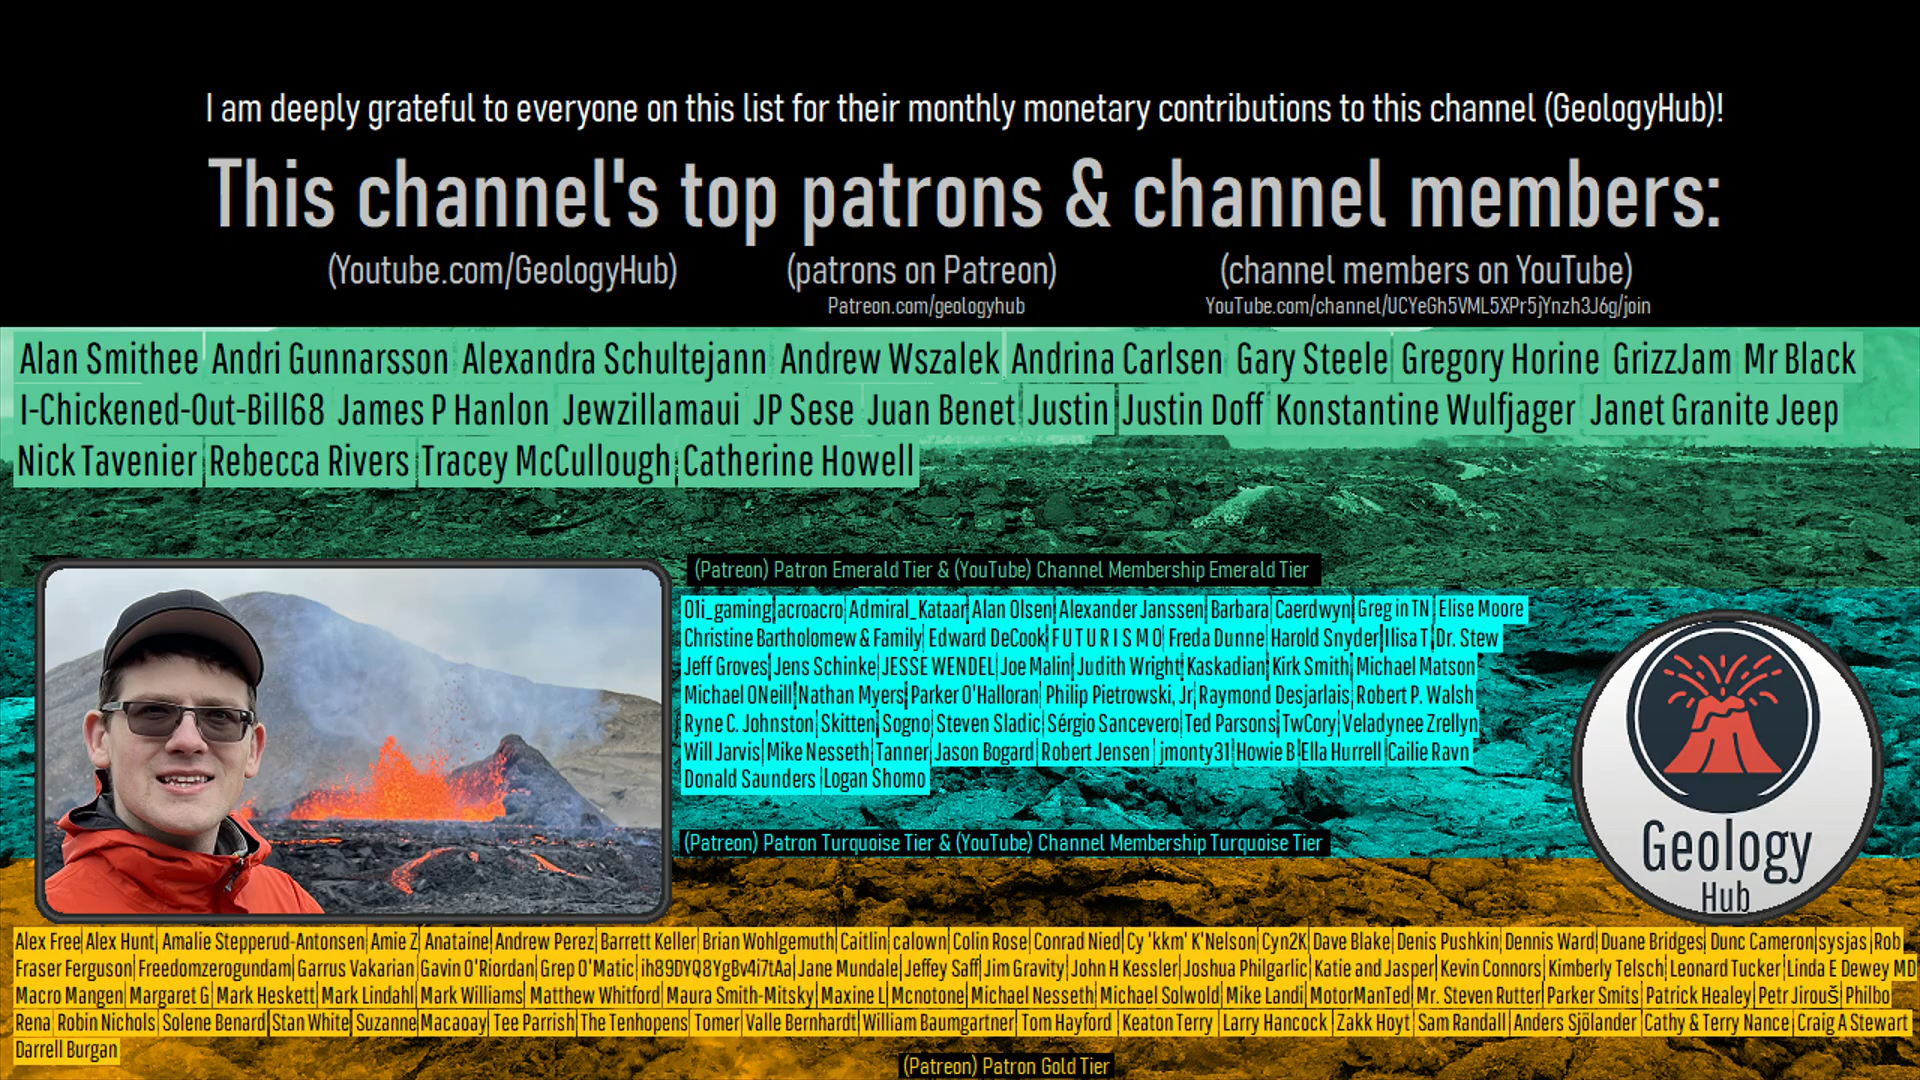 I am deeply grateful to everyone on this list for their monthly monetary contributions to this channel (GeologyHub)!
This channel's top patrons & channel members:
(Youtube.com/GeologyHub) (patrons on Patreon) (channel members on YouTube)
Patreon.com/geologyhub YouTube.com/channel/UCYeGh5VML5XPr5jYnzh3J6g/join
Alan Smithee Andri Gunnarsson Alexandra Schultejann Andrew Wszalek Andrina Carlsen Gary Steele Gregory Horine GrizzJam Mr Black
I-Chickened-Out-Bill68 James P Hanlon Jewzillamaui JP Sese Juan Benet Justin Justin Doff Konstantine Wulfjager Janet Granite Jeep
Nick Tavenier Rebecca Rivers Tracey McCullough Catherine Howell
(Patreon) Patron Emerald Tier & (YouTube) Channel Membership Emerald Tier
01i_gaming acroacro Admiral_Kataar Alan Olsen Alexander Janssen Barbara Caerdwyn Greg in TN Elise Moore
Christine Bartholomew & Family Edward DeCook F U T U R I S M O Freda Dunne Harold Snyder Ilisa T Dr. Stew
Jeff Groves Jens Schinke JESSE WENDEL Joe Malin Judith Wright Kaskadian Kirk Smith Michael Matson
Michael ONeill Nathan Myers Parker O'Halloran Philip Pietrowski, Jr Raymond Desjarlais Robert P. Walsh
Ryne C. Johnston Skitten Sogno Steven Sladic Sérgio Sancevero Ted Parsons TwCory Veladynee Zrellyn
Will Jarvis Mike Nesseth Tanner Jason Bogard Robert Jensen jmonty31 Howie B Ella Hurrell Cailie Ravn
Donald Saunders Logan Shomo
(Patreon) Patron Turquoise Tier & (YouTube) Channel Membership Turquoise Tier
Geology
Hub
Alex Free Alex Hunt Amalie Stepperud-Antonsen Amie Z Anataine Andrew Perez Barrett Keller Brian Wohlgemuth Caitlin calown Colin Rose Conrad Nied Cy 'kkm' K'Nelson Cyn2K Dave Blake Denis Pushkin Dennis Ward Duane Bridges Dunc Cameron sysjas Rob
Fraser Ferguson Freedomzerogundam Garrus Vakarian Gavin O'Riordan Grep O'Matic ih89DYQ8YgBv4i7tAa Jane Mundale Jeffey Saff Jim Gravity John H Kessler Joshua Philgarlic Katie and Jasper Kevin Connors Kimberly Telsch Leonard Tucker Linda E Dewey MD
Macro Mangen Margaret G Mark Heskett Mark Lindahl Mark Williams Matthew Whitford Maura Smith-Mitsky Maxine L Mcnotone Michael Nesseth Michael Solwold Mike Landi MotorManTed Mr. Steven Rutter Parker Smits Patrick Healey Petr Jirouš Philbo
Rena Robin Nichols Solene Benard Stan White Suzanne Macaoay Tee Parrish The Tenhopens Tomer Valle Bernhardt William Baumgartner Tom Hayford Keaton Terry Larry Hancock Zakk Hoyt Sam Randall Anders Sjölander Cathy & Terry Nance Craig A Stewart
Darrell Burgan
(Patreon) Patron Gold Tier